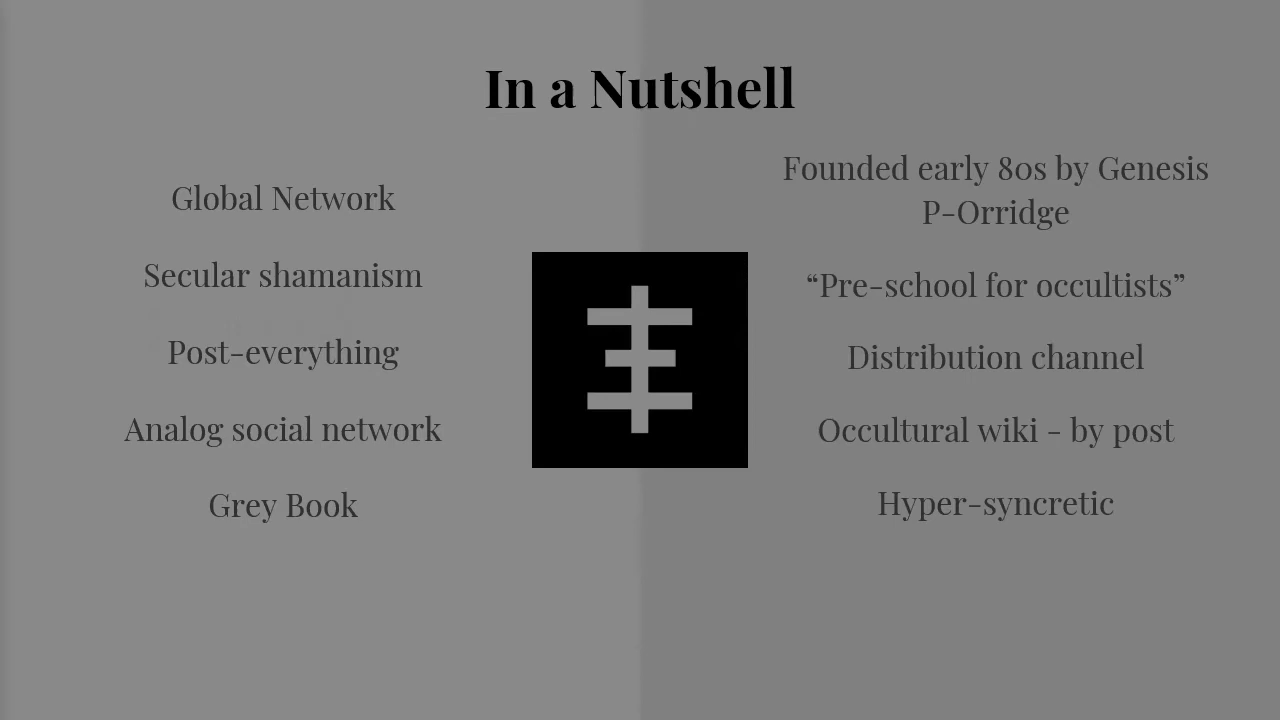 In a Nutshell
Global Network
Secular shamanism
Post-everything
Analog social network
Grey Book
Founded early 80s by Genesis
P-Orridge
“Pre-school for occultists”
Distribution channel
Occultural wiki - by post
Hyper-syncretic